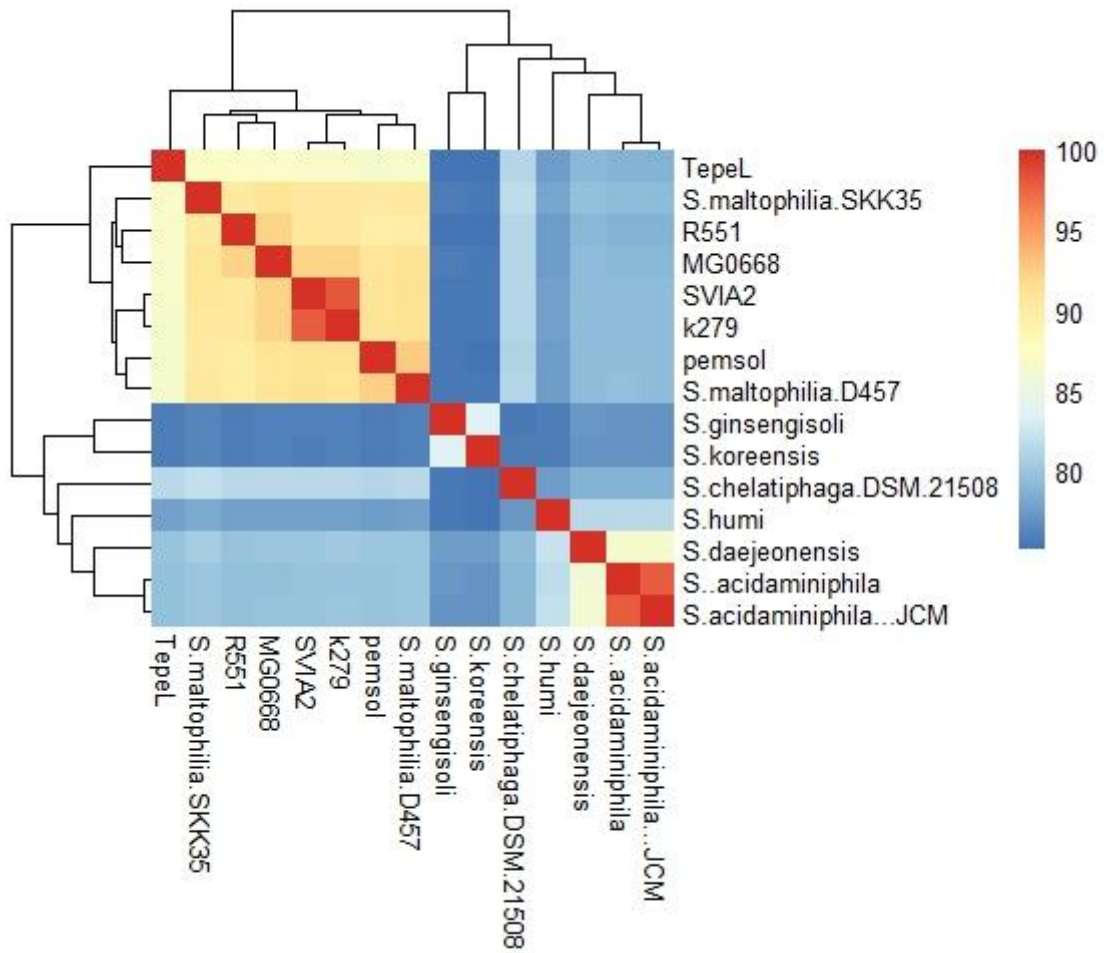 100
95
90
85
80
TepeL
S.maltophilia.SKK35
R551
MG0668
SVIA2
k279
pemsol
S.maltophilia.D457
S.ginsengisoli
S.koreensis
S.chelatiphaga.DSM.21508
S.humi
S.daejeonensis
S..acidaminiphila
S.acidaminiphila...JCM
TepeL
S.maltophilia.SKK35
R551
MG0668
SVIA2
k279
pemsol
S.maltophilia.D457
S.ginsengisoli
S.koreensis
S.chelatiphaga.DSM.21508
S.humi
S.daejeonensis
S..acidaminiphila
S.acidaminiphila...JCM